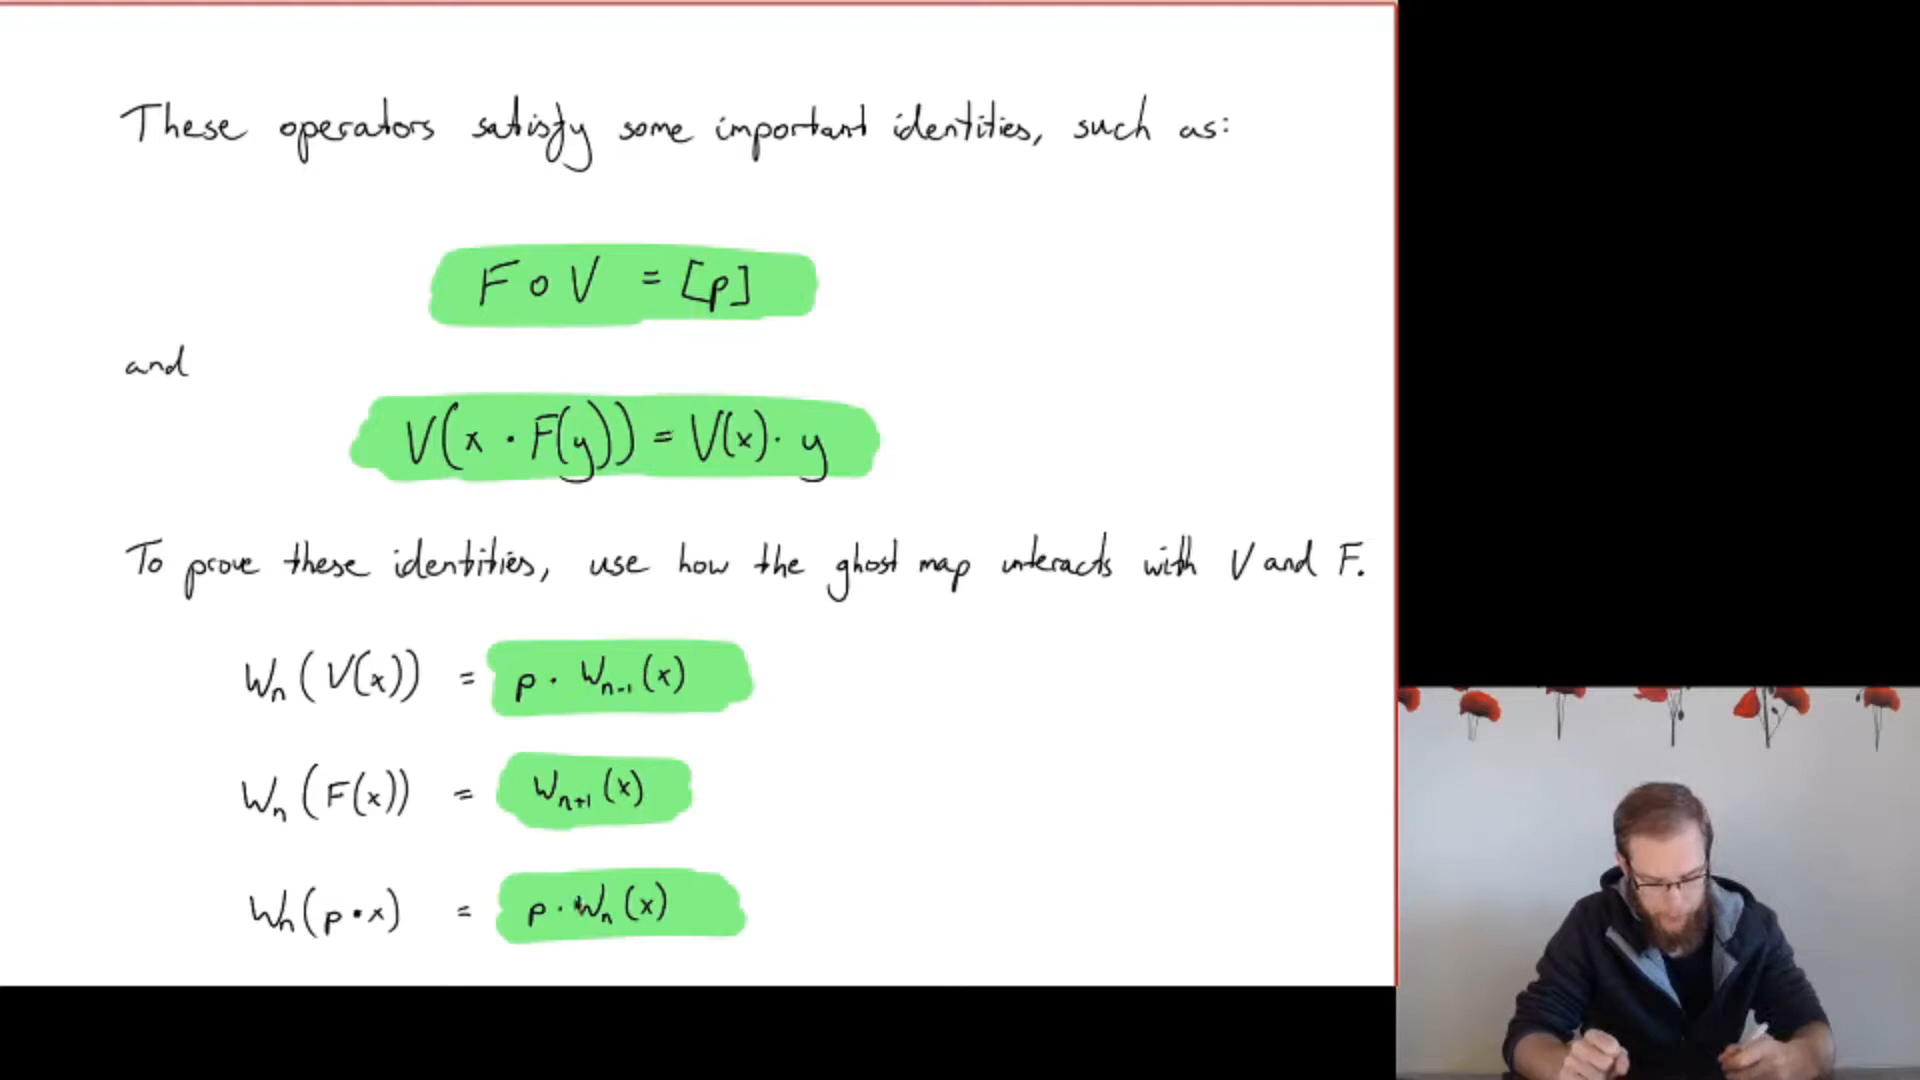 These operators satisfy some important identities, such as:
F ∘ V = [p]
and
V(x · F(y)) = V(x) · y
To prove these identities, use how the ghost map interacts with V and F.
Wₙ(V(x)) = p · Wₙ₋₁(x)
Wₙ(F(x)) = Wₙ₊₁(x)
Wₙ(p · x) = p · Wₙ(x)